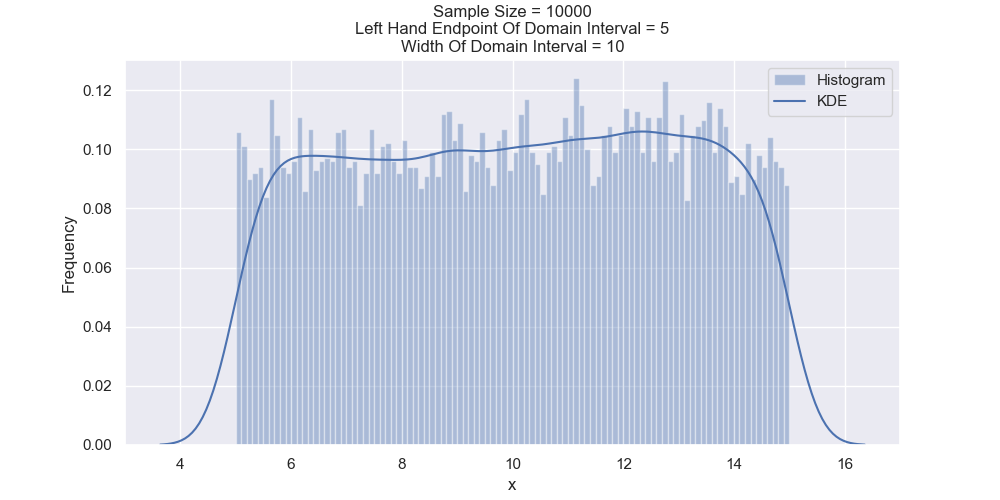 Sample Size = 10000
Left Hand Endpoint Of Domain Interval = 5
Width Of Domain Interval = 10
Histogram
KDE
Frequency
0.12
0.10
0.08
0.06
0.04
0.02
0.00
4 6 8 10 12 14 16
x